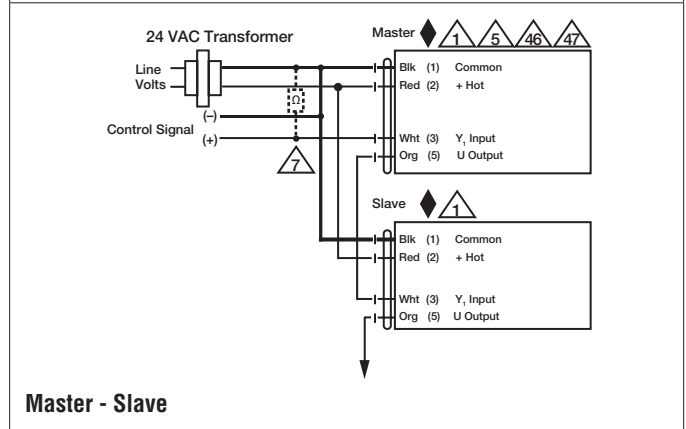 24 VAC Transformer
Line
Volts
(–)
Control Signal
(+)
Ω
7
Master 1 5 46 47
Blk (1) Common
Red (2) + Hot
Wht (3) Y1 Input
Org (5) U Output
Slave 1
Blk (1) Common
Red (2) + Hot
Wht (3) Y1 Input
Org (5) U Output
Master - Slave